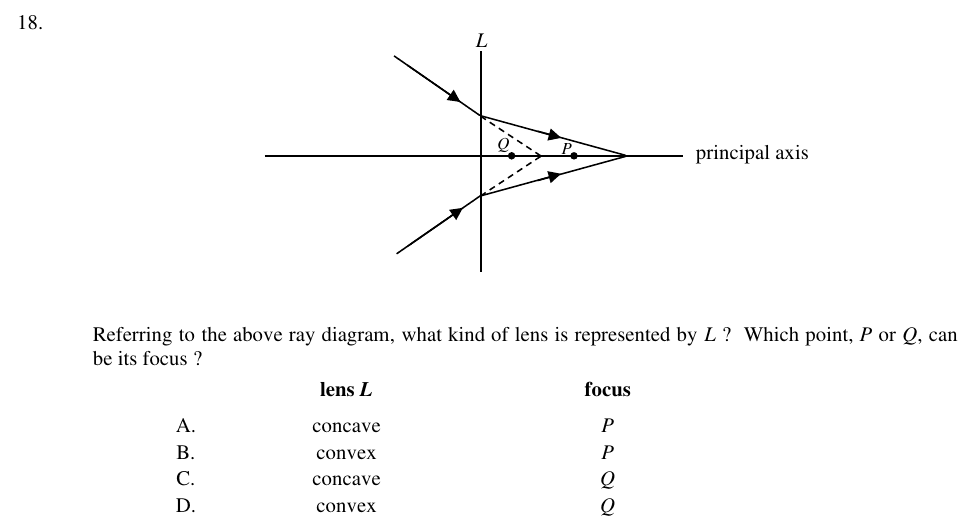 18.
L
Q
P
principal axis
Referring to the above ray diagram, what kind of lens is represented by L ? Which point, P or Q, can
be its focus ?
lens L focus
A. concave P
B. convex P
C. concave Q
D. convex Q